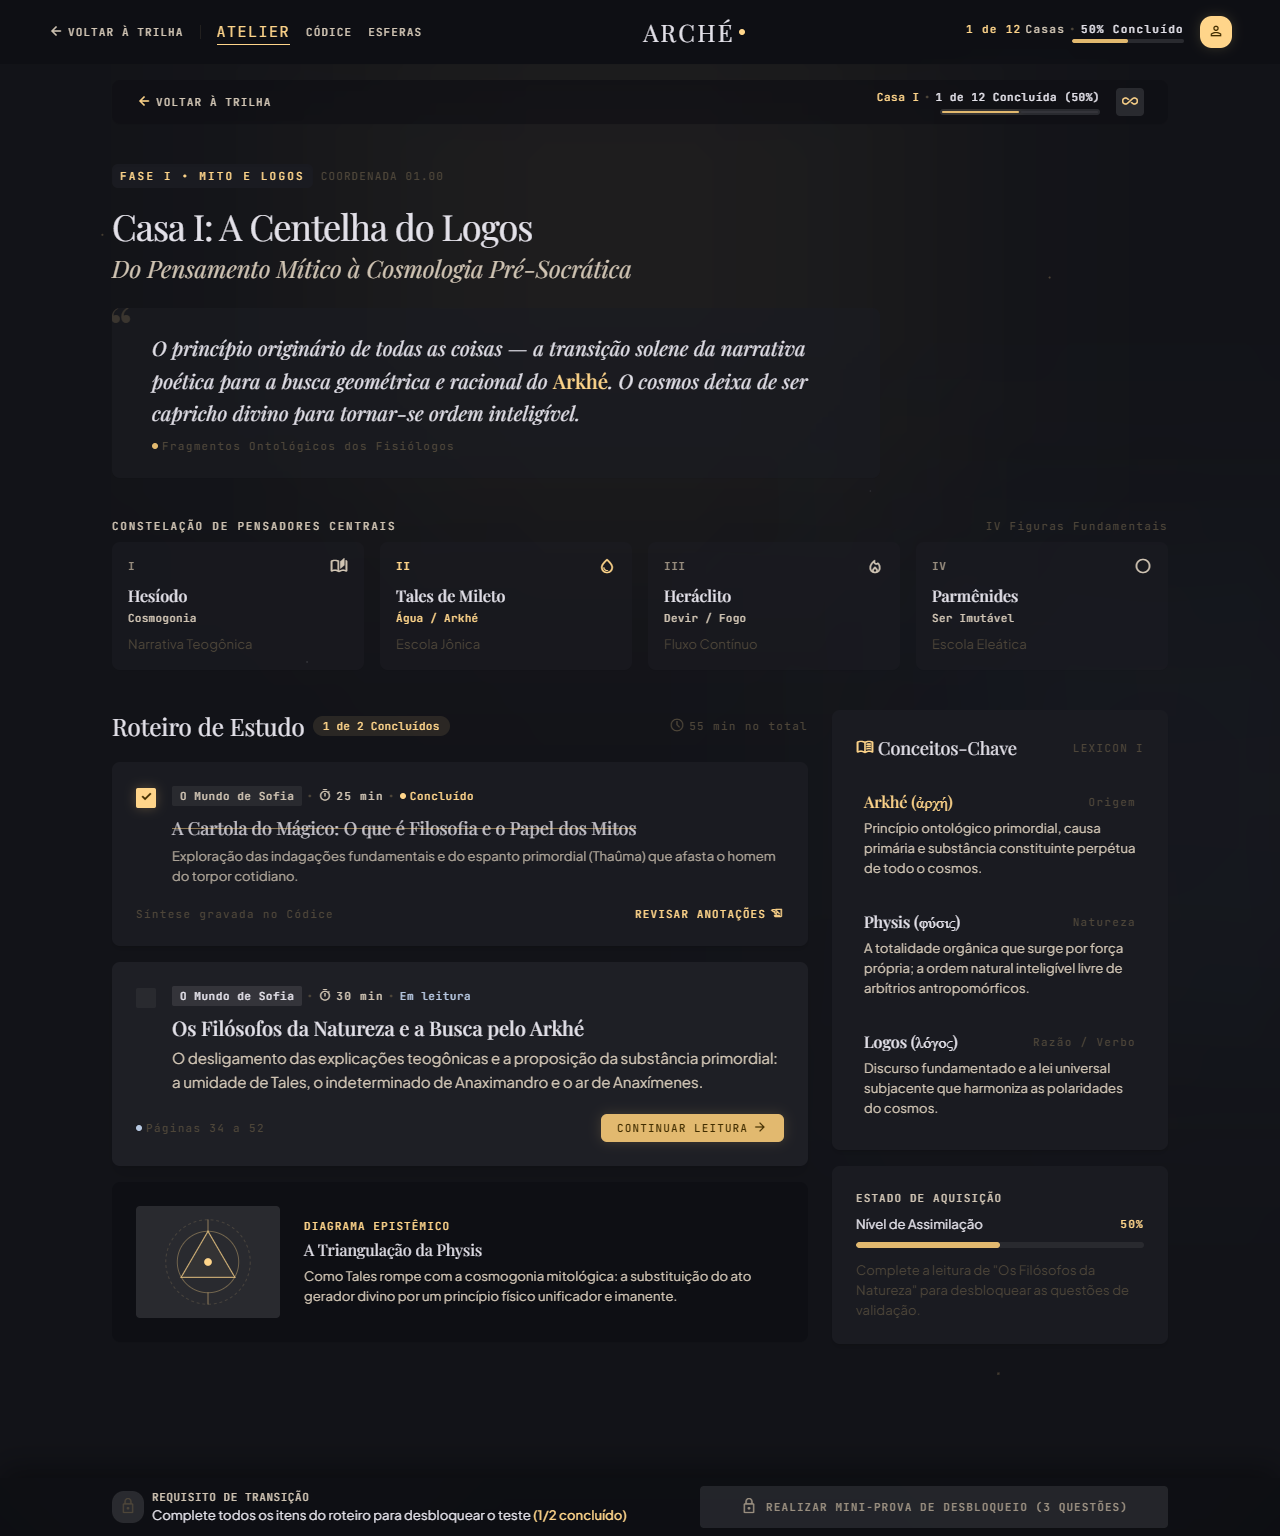 VOLTAR À TRILHA
ATELIER
CÓDICE
ESFERAS
ARCHÉ
1 de 12 Casas · 50% Concluído
VOLTAR À TRILHA
Casa I · 1 de 12 Concluída (50%)
FASE I • MITO E LOGOS
COORDENADA 01.00
Casa I: A Centelha do Logos
Do Pensamento Mítico à Cosmologia Pré-Socrática
“
O princípio originário de todas as coisas — a transição solene da narrativa
poética para a busca geométrica e racional do Arkhé. O cosmos deixa de ser
capricho divino para tornar-se ordem inteligível.
Fragmentos Ontológicos dos Fisiólogos
CONSTELAÇÃO DE PENSADORES CENTRAIS
IV Figuras Fundamentais
I
Hesíodo
Cosmogonia
Narrativa Teogônica
II
Tales de Mileto
Água / Arkhé
Escola Jônica
III
Heráclito
Devir / Fogo
Fluxo Contínuo
IV
Parmênides
Ser Imutável
Escola Eleática
Roteiro de Estudo
1 de 2 Concluídos
55 min no total
O Mundo de Sofia · 25 min · Concluído
A Cartola do Mágico: O que é Filosofia e o Papel dos Mitos
Exploração das indagações fundamentais e do espanto primordial (Thaûma) que afasta o homem
do torpor cotidiano.
Síntese gravada no Códice
REVISAR ANOTAÇÕES
O Mundo de Sofia · 30 min · Em leitura
Os Filósofos da Natureza e a Busca pelo Arkhé
O desligamento das explicações teogônicas e a proposição da substância primordial:
a umidade de Tales, o indeterminado de Anaximandro e o ar de Anaxímenes.
Páginas 34 a 52
CONTINUAR LEITURA
DIAGRAMA EPISTÊMICO
A Triangulação da Physis
Como Tales rompe com a cosmogonia mitológica: a substituição do ato
gerador divino por um princípio físico unificador e imanente.
Conceitos-Chave
LEXICON I
Arkhé (ἀρχή)
Origem
Princípio ontológico primordial, causa
primária e substância constituinte perpétua
de todo o cosmos.
Physis (φύσις)
Natureza
A totalidade orgânica que surge por força
própria; a ordem natural inteligível livre de
arbítrios antropomórficos.
Logos (λόγος)
Razão / Verbo
Discurso fundamentado e a lei universal
subjacente que harmoniza as polaridades
do cosmos.
ESTADO DE AQUISIÇÃO
Nível de Assimilação
50%
Complete a leitura de "Os Filósofos da
Natureza" para desbloquear as questões de
validação.
REQUISITO DE TRANSIÇÃO
Complete todos os itens do roteiro para desbloquear o teste (1/2 concluído)
REALIZAR MINI-PROVA DE DESBLOQUEIO (3 QUESTÕES)